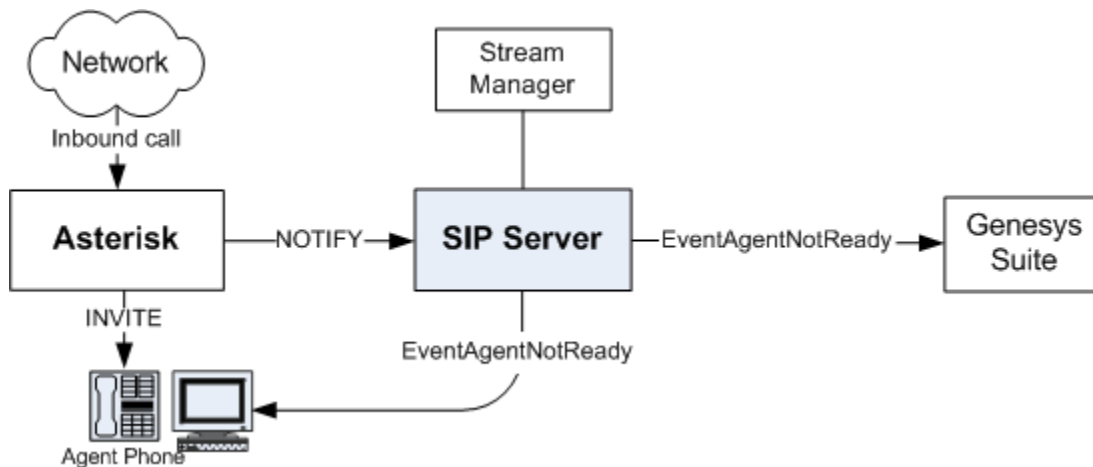 Network
Stream
Manager
Inbound call
Asterisk
NOTIFY
SIP Server
EventAgentNotReady
Genesys
Suite
INVITE
EventAgentNotReady
Agent Phone